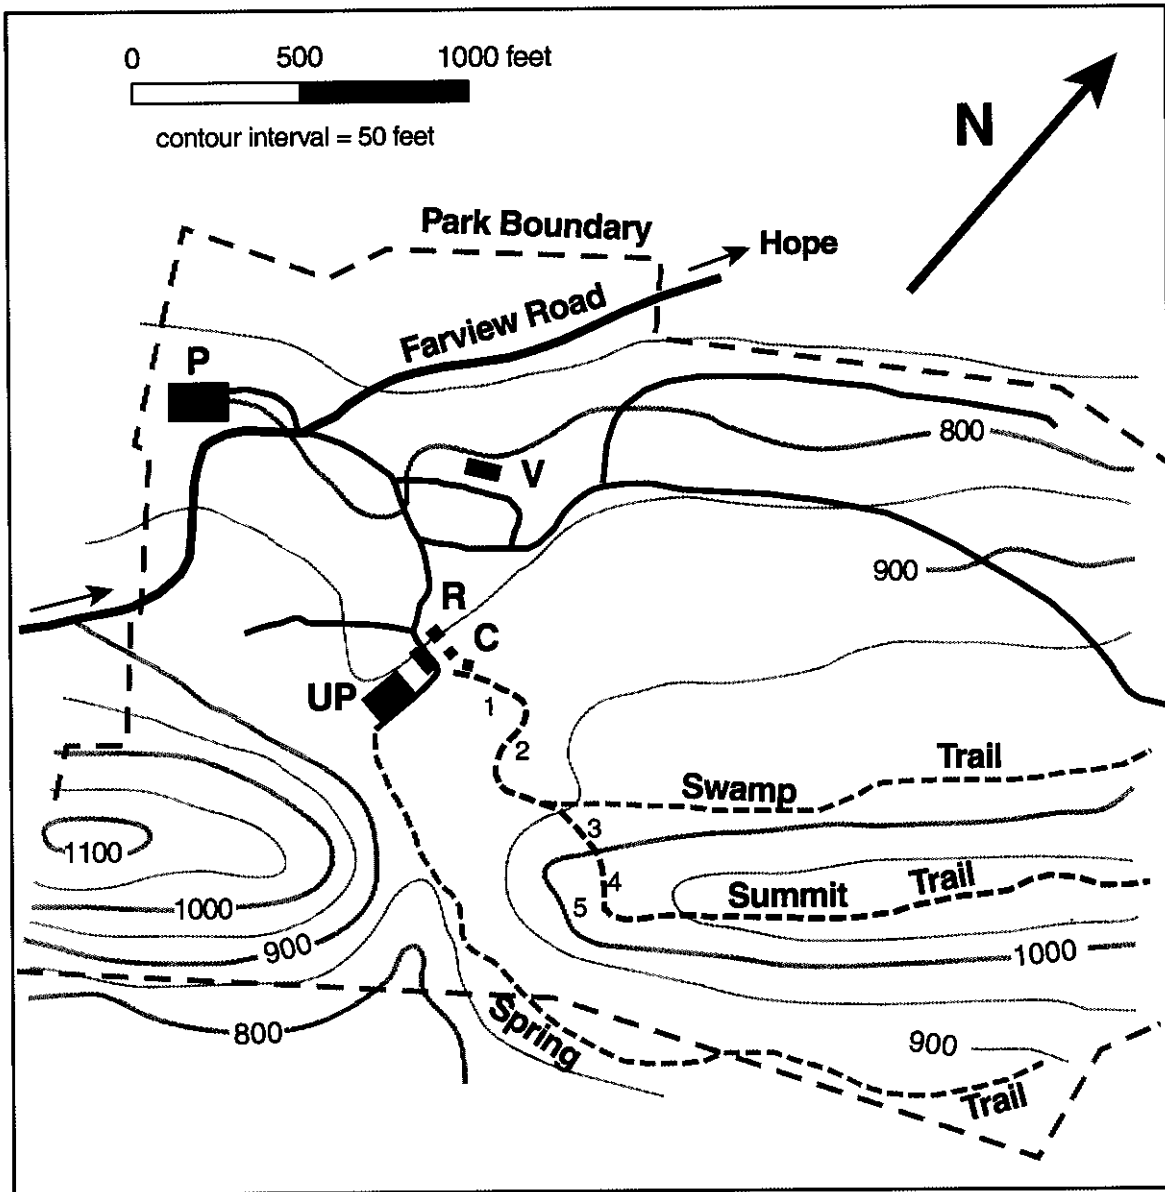 0 500 1000 feet
contour interval = 50 feet
N
Park Boundary
Hope
Farview Road
P
800
V
900
R
C
UP
1
2
Trail
Swamp
3
1100
4
Summit
Trail
5
1000
900
1000
800
Spring
900
Trail